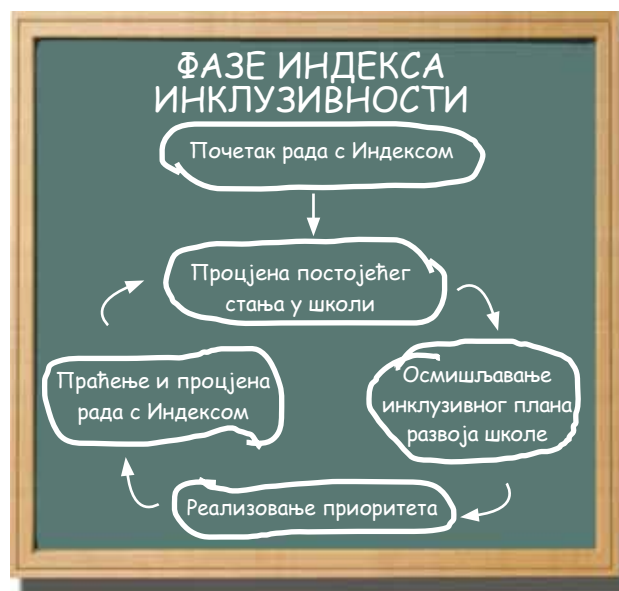 ФАЗЕ ИНДЕКСА
ИНКЛУЗИВНОСТИ
Почетак рада с Индексом
Процјена постојећег
стања у школи
Осмишљавање
инклузивног плана
развоја школе
Реализовање приоритета
Праћење и процјена
рада с Индексом